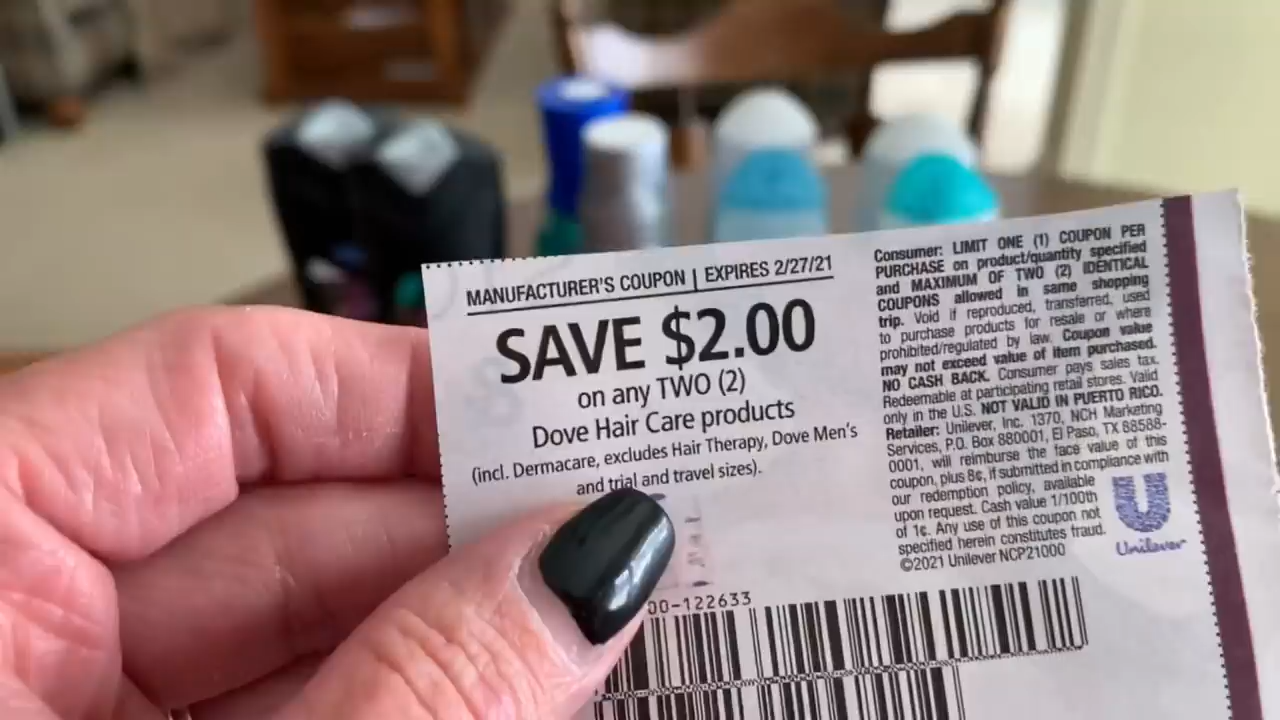 MANUFACTURER'S COUPON | EXPIRES 2/27/21
SAVE $2.00
on any TWO (2)
Dove Hair Care products
(incl. Dermacare, excludes Hair Therapy, Dove Men's
and trial and travel sizes).
00-122633
Consumer: LIMIT ONE (1) COUPON PER
PURCHASE on product/quantity specified
and MAXIMUM OF TWO (2) IDENTICAL
COUPONS allowed in same shopping
trip. Void if reproduced, transferred, used
to purchase products for resale or where
prohibited/regulated by law. Coupon value
may not exceed value of item purchased.
NO CASH BACK. Consumer pays sales tax.
Redeemable at participating retail stores. Valid
only in the U.S. NOT VALID IN PUERTO RICO.
Retailer: Unilever, Inc. 1370, NCH Marketing
Services, P.O. Box 880001, El Paso, TX 88588-
0001, will reimburse the face value of this
coupon, plus 8¢, if submitted in compliance with
our redemption policy, available
upon request. Cash value 1/100th
of 1¢. Any use of this coupon not
specified herein constitutes fraud.
©2021 Unilever NCP21000
Unilever